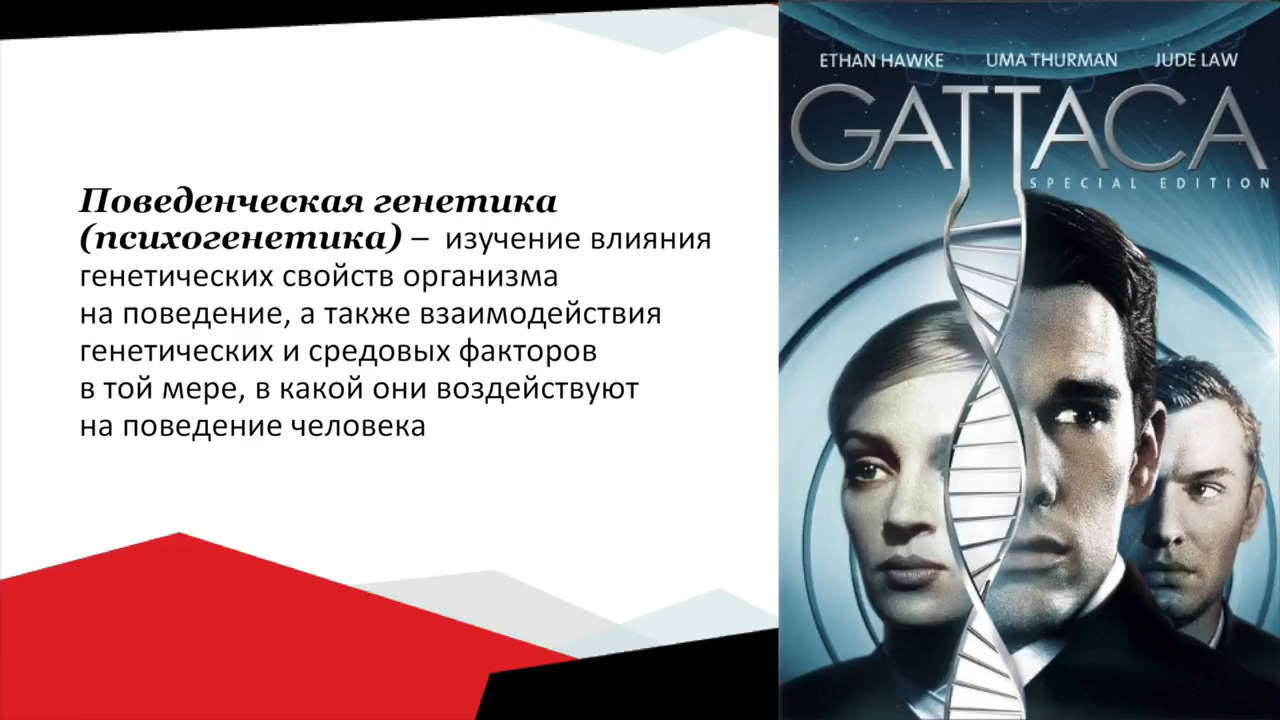 Поведенческая генетика
(психогенетика) – изучение влияния
генетических свойств организма
на поведение, а также взаимодействия
генетических и средовых факторов
в той мере, в какой они воздействуют
на поведение человека
ETHAN HAWKE UMA THURMAN JUDE LAW
GATTACA
SPECIAL EDITION